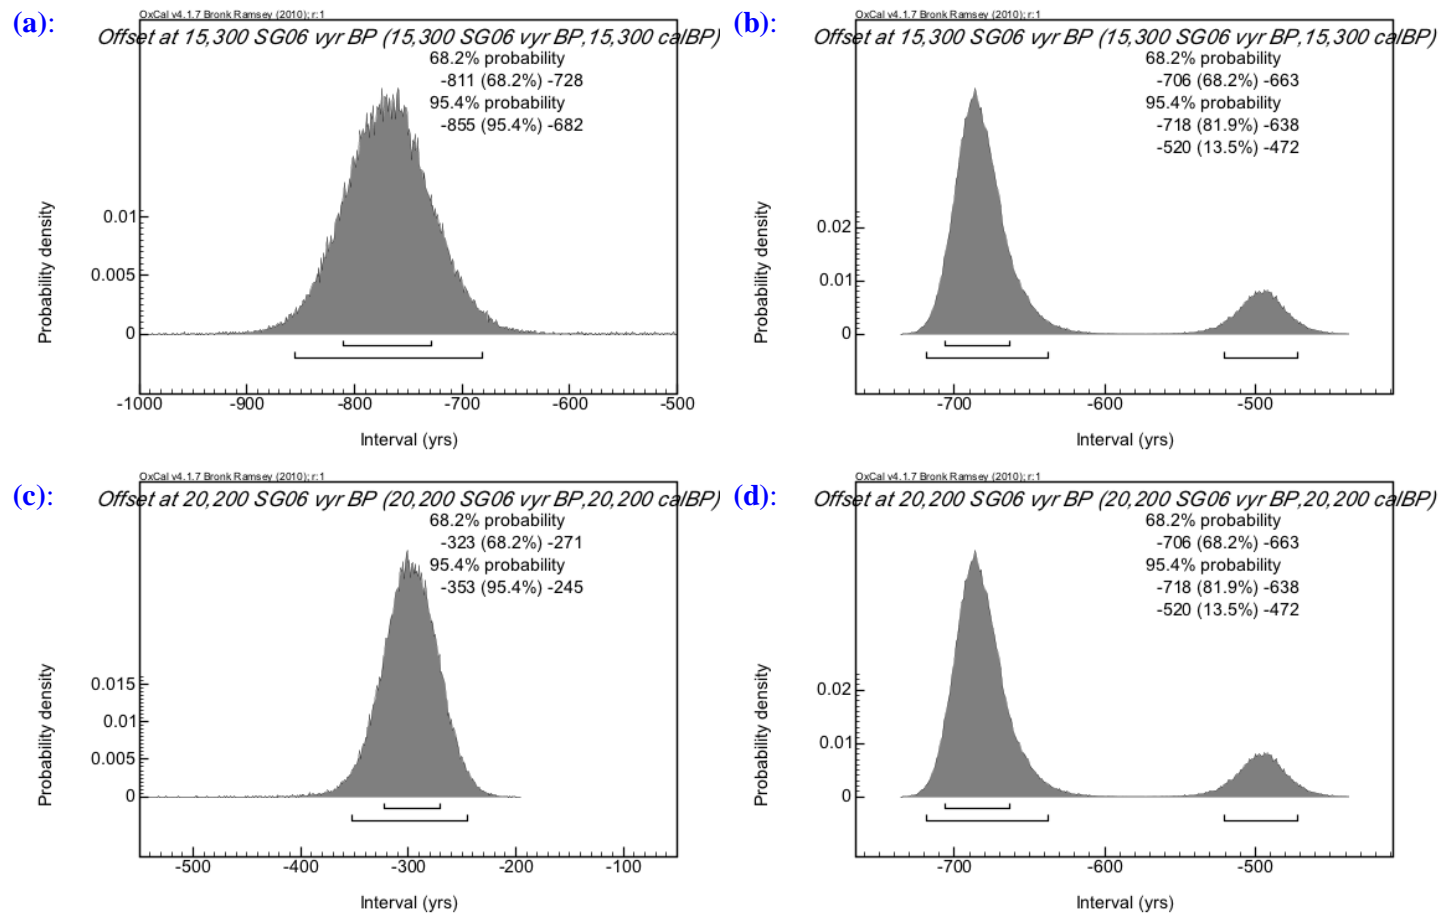 (a):
OxCal v4.1.7 Bronk Ramsey (2010); r:1
Offset at 15,300 SG06 vyr BP (15,300 SG06 vyr BP,15,300 calBP)
68.2% probability
-811 (68.2%) -728
95.4% probability
-855 (95.4%) -682
Probability density
0.01
0.005
0
-1000 -900 -800 -700 -600 -500
Interval (yrs)
(b):
OxCal v4.1.7 Bronk Ramsey (2010); r:1
Offset at 15,300 SG06 vyr BP (15,300 SG06 vyr BP,15,300 calBP)
68.2% probability
-706 (68.2%) -663
95.4% probability
-718 (81.9%) -638
-520 (13.5%) -472
Probability density
0.02
0.01
0
-700 -600 -500
Interval (yrs)
(c):
OxCal v4.1.7 Bronk Ramsey (2010); r:1
Offset at 20,200 SG06 vyr BP (20,200 SG06 vyr BP,20,200 calBP)
68.2% probability
-323 (68.2%) -271
95.4% probability
-353 (95.4%) -245
Probability density
0.015
0.01
0.005
0
-500 -400 -300 -200 -100
Interval (yrs)
(d):
OxCal v4.1.7 Bronk Ramsey (2010); r:1
Offset at 20,200 SG06 vyr BP (20,200 SG06 vyr BP,20,200 calBP)
68.2% probability
-706 (68.2%) -663
95.4% probability
-718 (81.9%) -638
-520 (13.5%) -472
Probability density
0.02
0.01
0
-700 -600 -500
Interval (yrs)